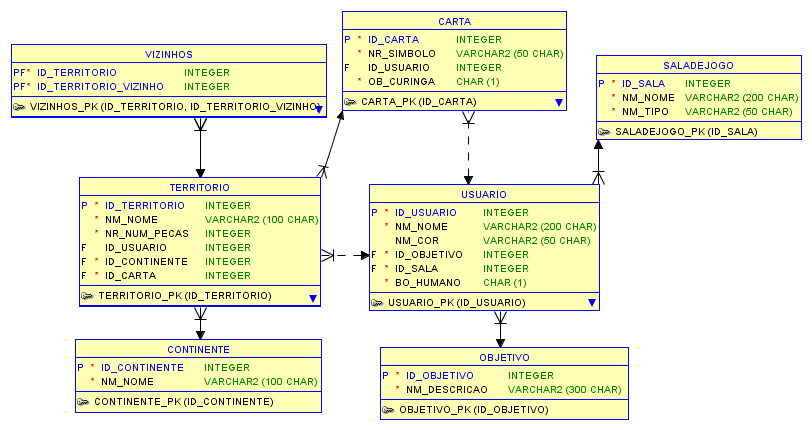 VIZINHOS
PF* ID_TERRITORIO INTEGER
PF* ID_TERRITORIO_VIZINHO INTEGER
VIZINHOS_PK (ID_TERRITORIO, ID_TERRITORIO_VIZINHO
CARTA
P * ID_CARTA INTEGER
* NR_SIMBOLO VARCHAR2 (50 CHAR)
F ID_USUARIO INTEGER
* OB_CURINGA CHAR (1)
CARTA_PK (ID_CARTA)
SALADEJOGO
P * ID_SALA INTEGER
* NM_NOME VARCHAR2 (200 CHAR)
* NM_TIPO VARCHAR2 (50 CHAR)
SALADEJOGO_PK (ID_SALA)
TERRITORIO
P * ID_TERRITORIO INTEGER
* NM_NOME VARCHAR2 (100 CHAR)
* NR_NUM_PECAS INTEGER
F ID_USUARIO INTEGER
F * ID_CONTINENTE INTEGER
F * ID_CARTA INTEGER
TERRITORIO_PK (ID_TERRITORIO)
USUARIO
P * ID_USUARIO INTEGER
* NM_NOME VARCHAR2 (200 CHAR)
NM_COR VARCHAR2 (50 CHAR)
F * ID_OBJETIVO INTEGER
F * ID_SALA INTEGER
* BO_HUMANO CHAR (1)
USUARIO_PK (ID_USUARIO)
CONTINENTE
P * ID_CONTINENTE INTEGER
* NM_NOME VARCHAR2 (100 CHAR)
CONTINENTE_PK (ID_CONTINENTE)
OBJETIVO
P * ID_OBJETIVO INTEGER
* NM_DESCRICAO VARCHAR2 (300 CHAR)
OBJETIVO_PK (ID_OBJETIVO)